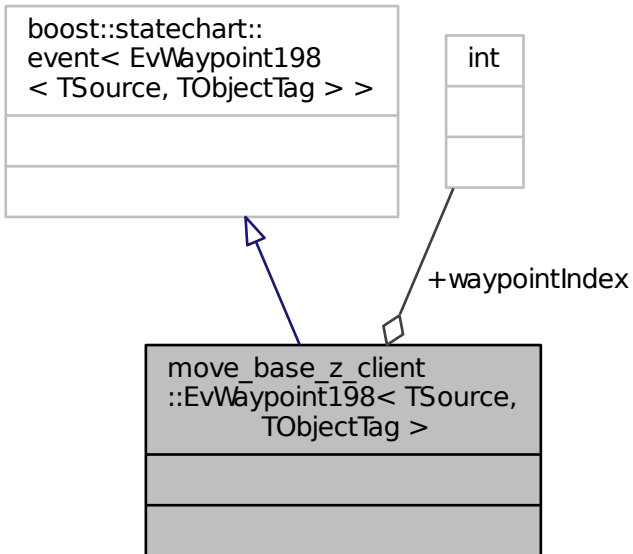 boost::statechart::
event< EvWaypoint198
< TSource, TObjectTag > >
int
+waypointIndex
move_base_z_client
::EvWaypoint198< TSource,
TObjectTag >